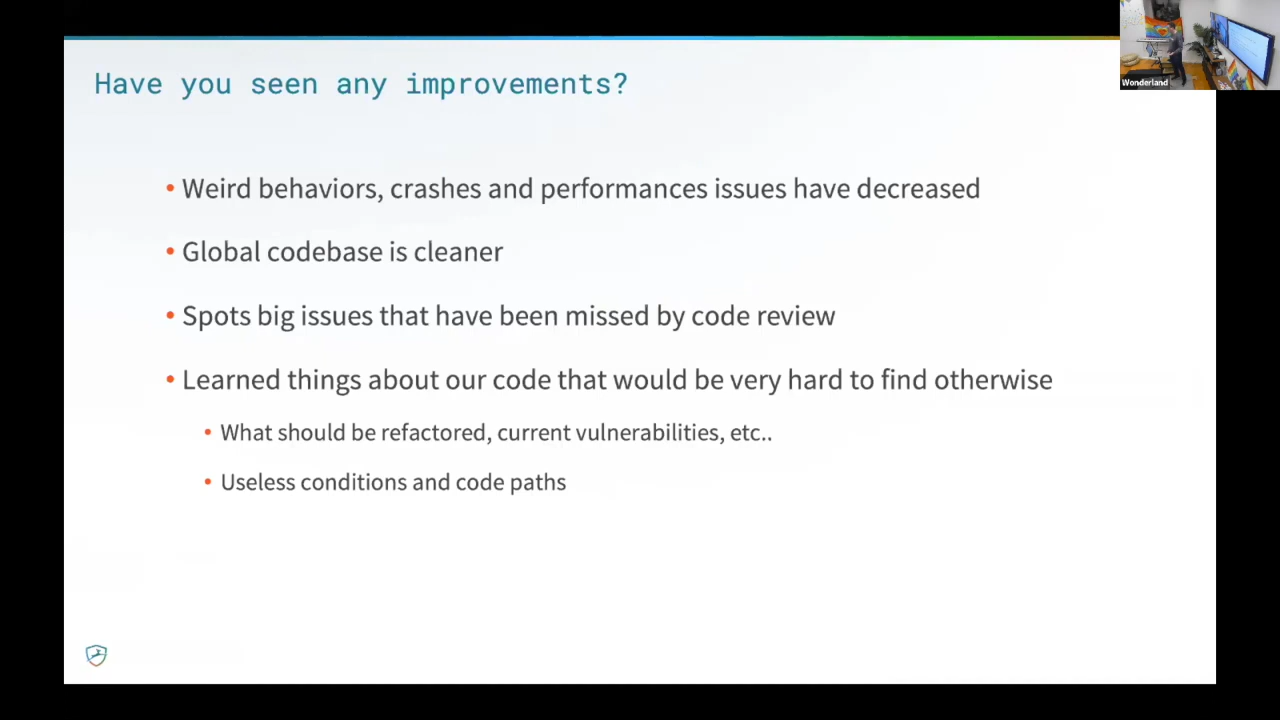 Have you seen any improvements?
Wonderland
• Weird behaviors, crashes and performances issues have decreased
• Global codebase is cleaner
• Spots big issues that have been missed by code review
• Learned things about our code that would be very hard to find otherwise
• What should be refactored, current vulnerabilities, etc..
• Useless conditions and code paths